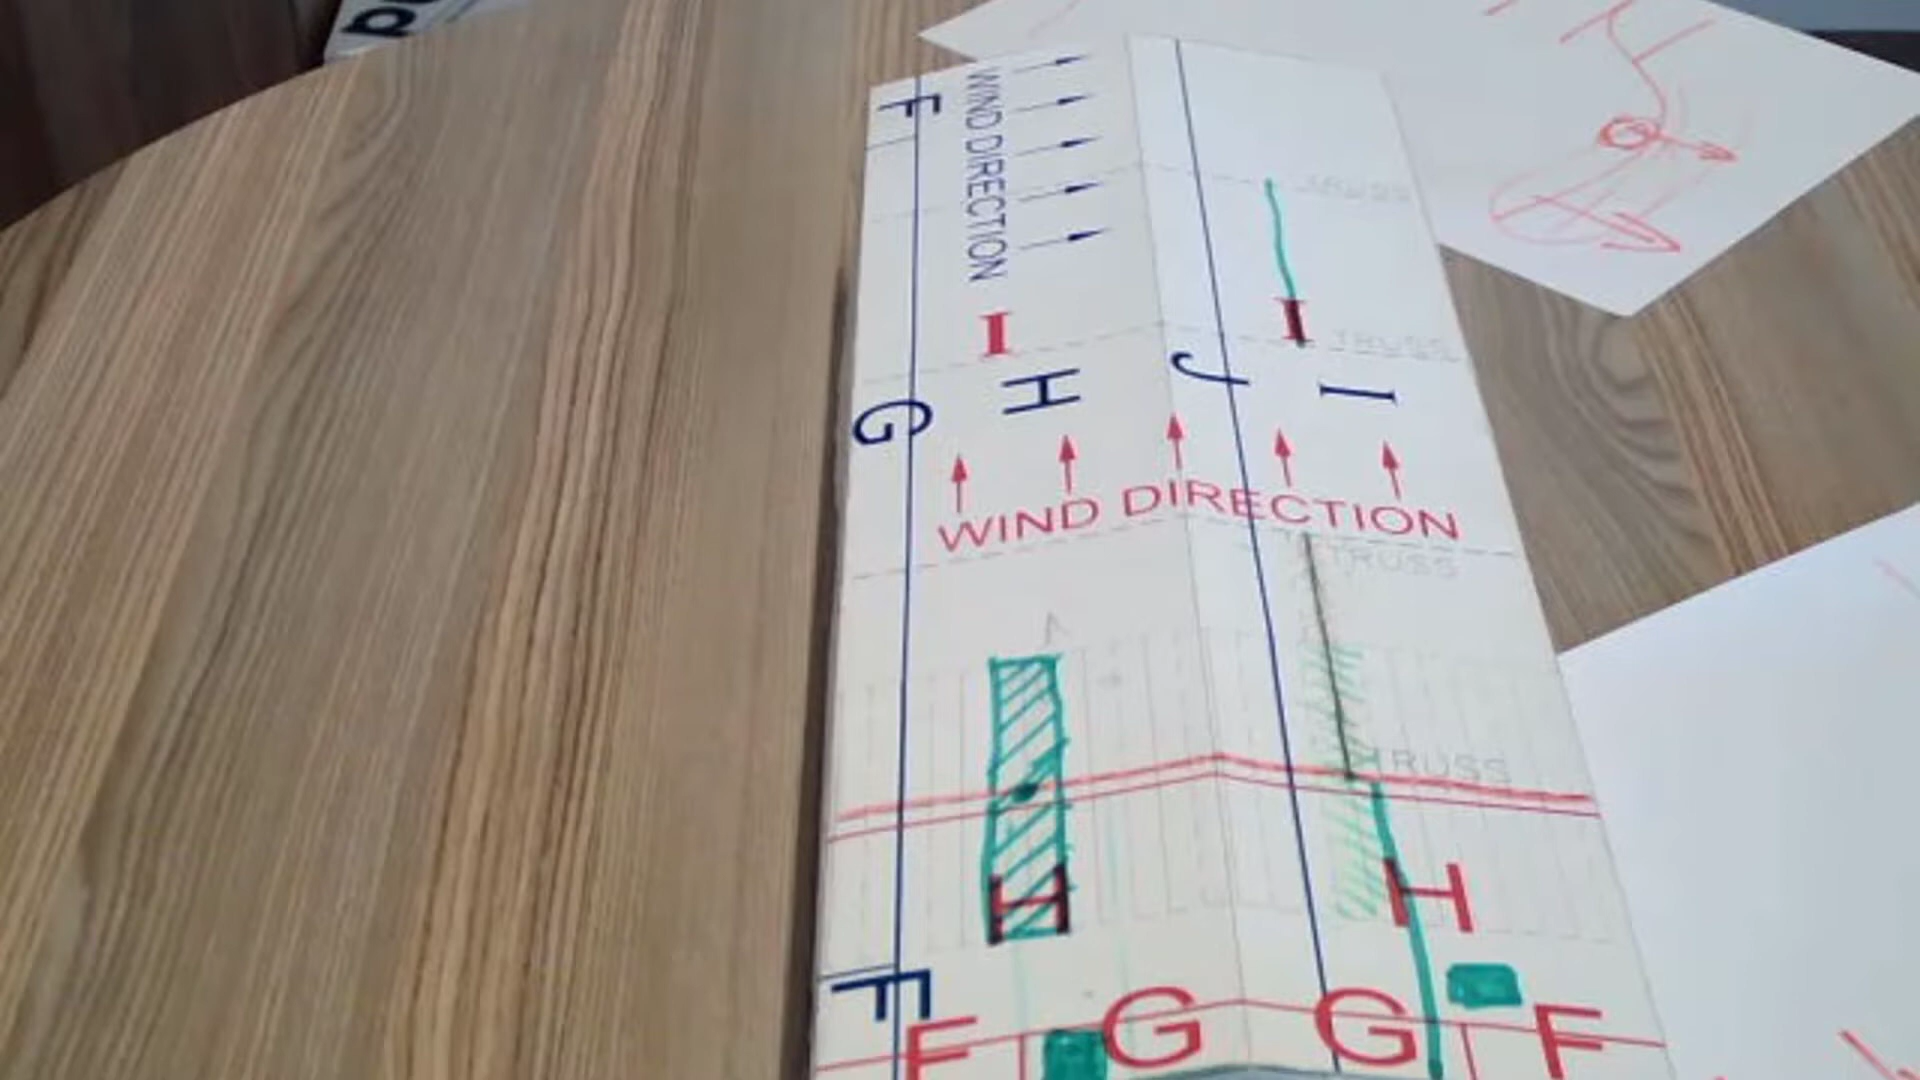 F
WIND DIRECTION
TRUSS
I
I
TRUSS
G
H
J
I
WIND DIRECTION
TRUSS
TRUSS
H
H
F
F
G
G
F